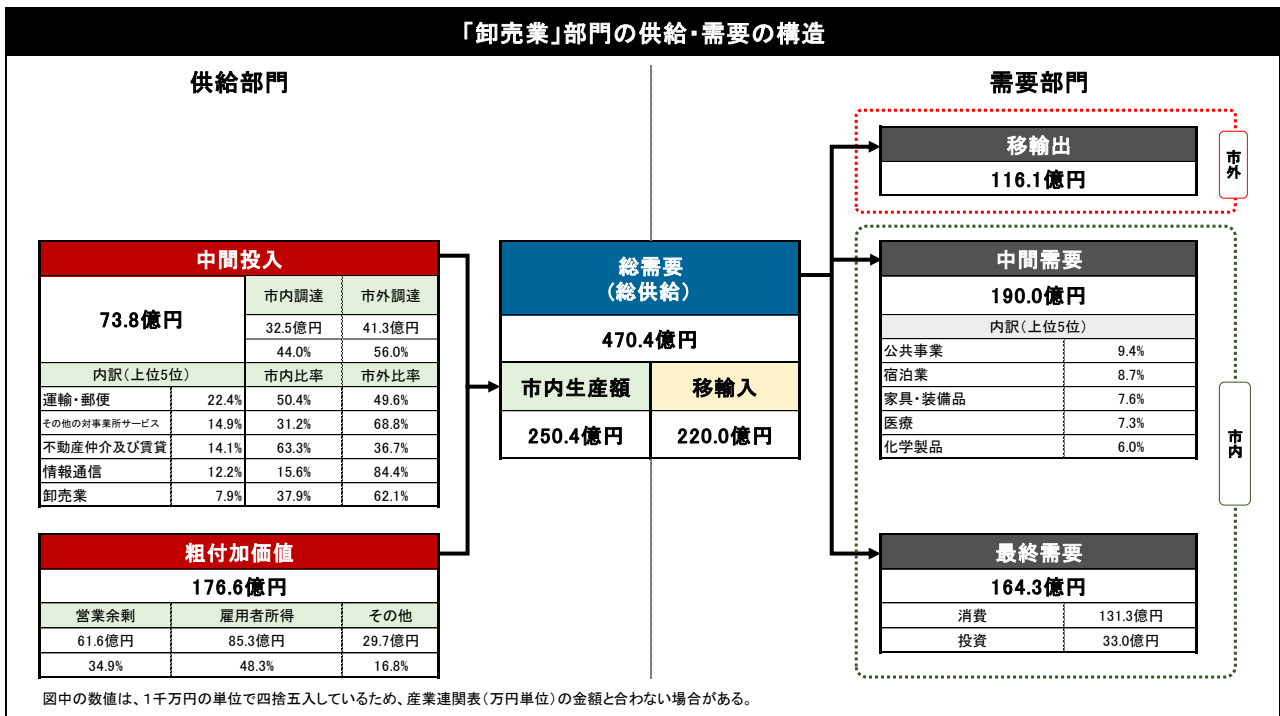 「卸売業」部門の供給・需要の構造
供給部門
需要部門
移輸出
116.1億円
市外
中間投入
73.8億円
市内調達 市外調達
32.5億円 41.3億円
44.0% 56.0%
内訳（上位5位） 市内比率 市外比率
運輸・郵便 22.4% 50.4% 49.6%
その他の対事業所サービス 14.9% 31.2% 68.8%
不動産仲介及び賃貸 14.1% 63.3% 36.7%
情報通信 12.2% 15.6% 84.4%
卸売業 7.9% 37.9% 62.1%
粗付加価値
176.6億円
営業余剰 雇用者所得 その他
61.6億円 85.3億円 29.7億円
34.9% 48.3% 16.8%
総需要
（総供給）
470.4億円
市内生産額 移輸入
250.4億円 220.0億円
中間需要
190.0億円
内訳（上位5位）
公共事業 9.4%
宿泊業 8.7%
家具・装備品 7.6%
医療 7.3%
化学製品 6.0%
市内
最終需要
164.3億円
消費 131.3億円
投資 33.0億円
図中の数値は、1千万円の単位で四捨五入しているため、産業連関表（万円単位）の金額と合わない場合がある。